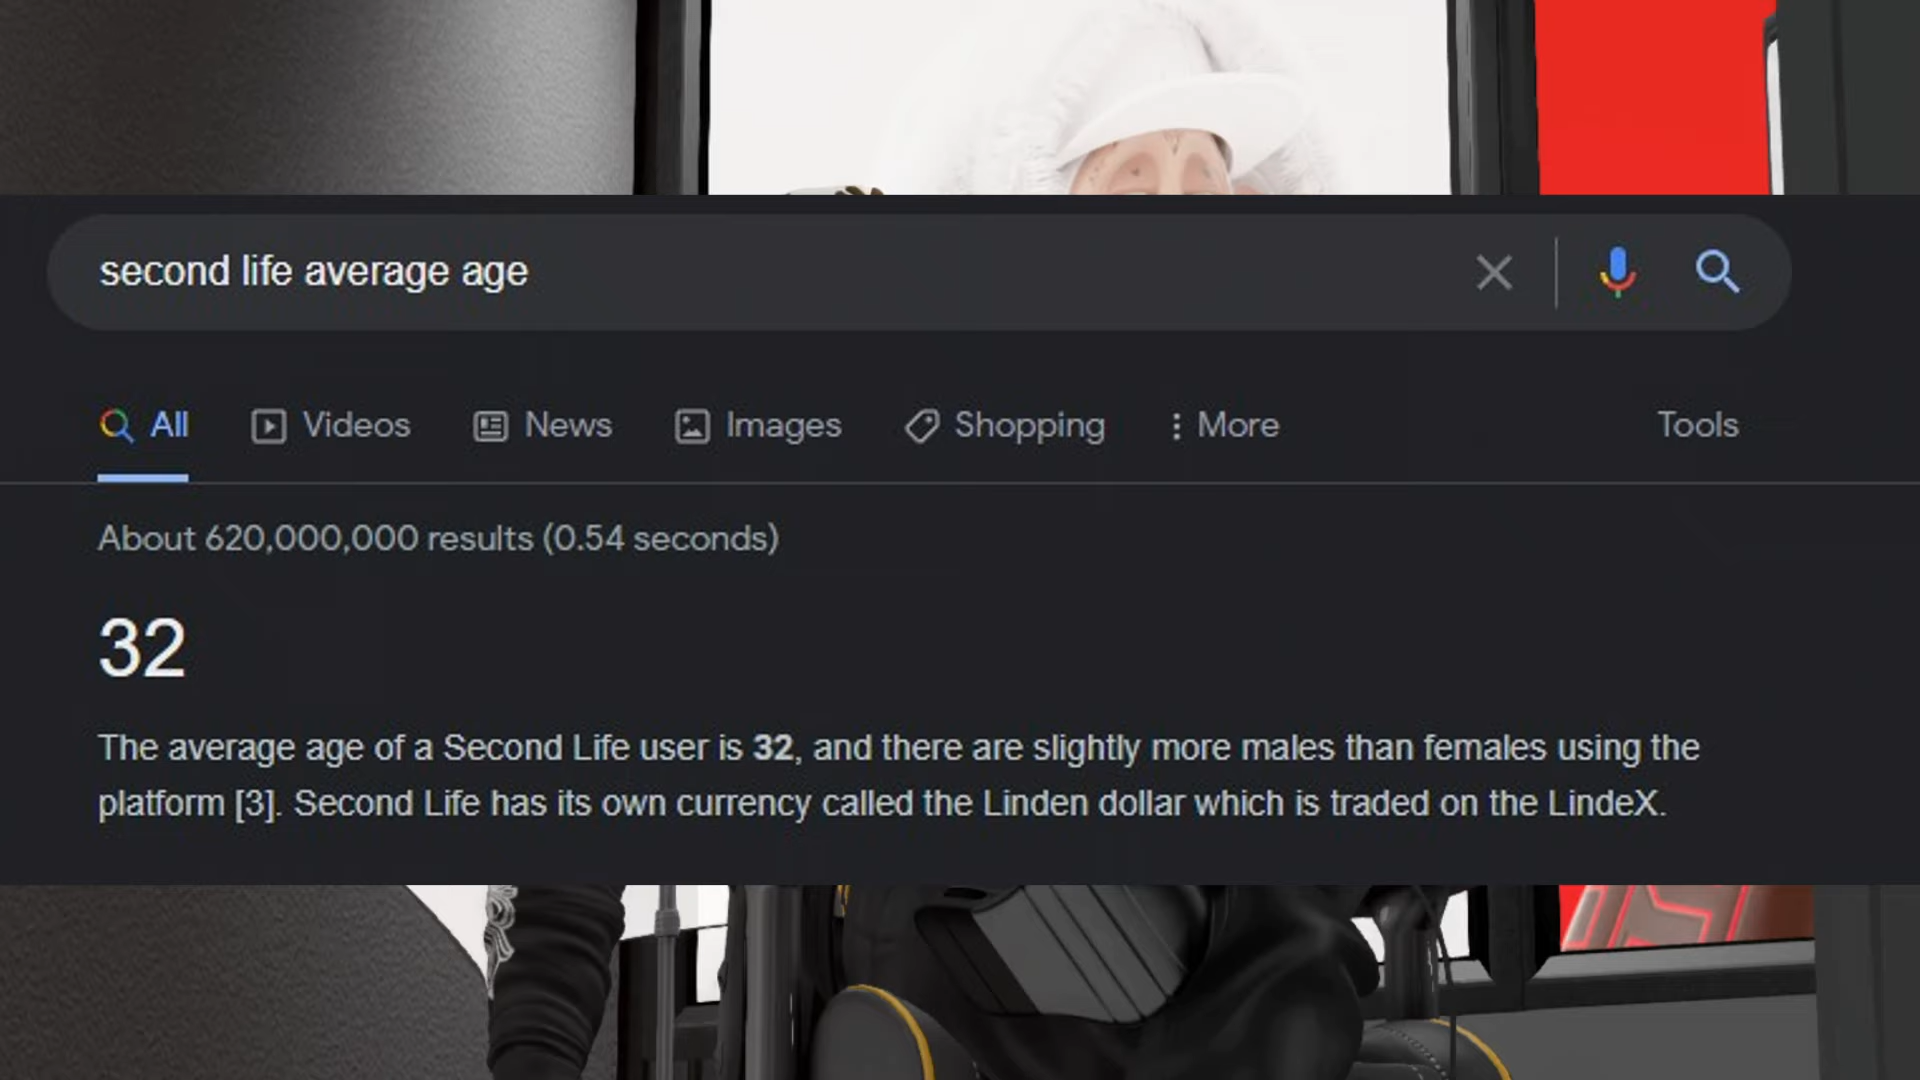 second life average age
All Videos News Images Shopping More Tools
About 620,000,000 results (0.54 seconds)
32
The average age of a Second Life user is 32, and there are slightly more males than females using the
platform [3]. Second Life has its own currency called the Linden dollar which is traded on the LindeX.